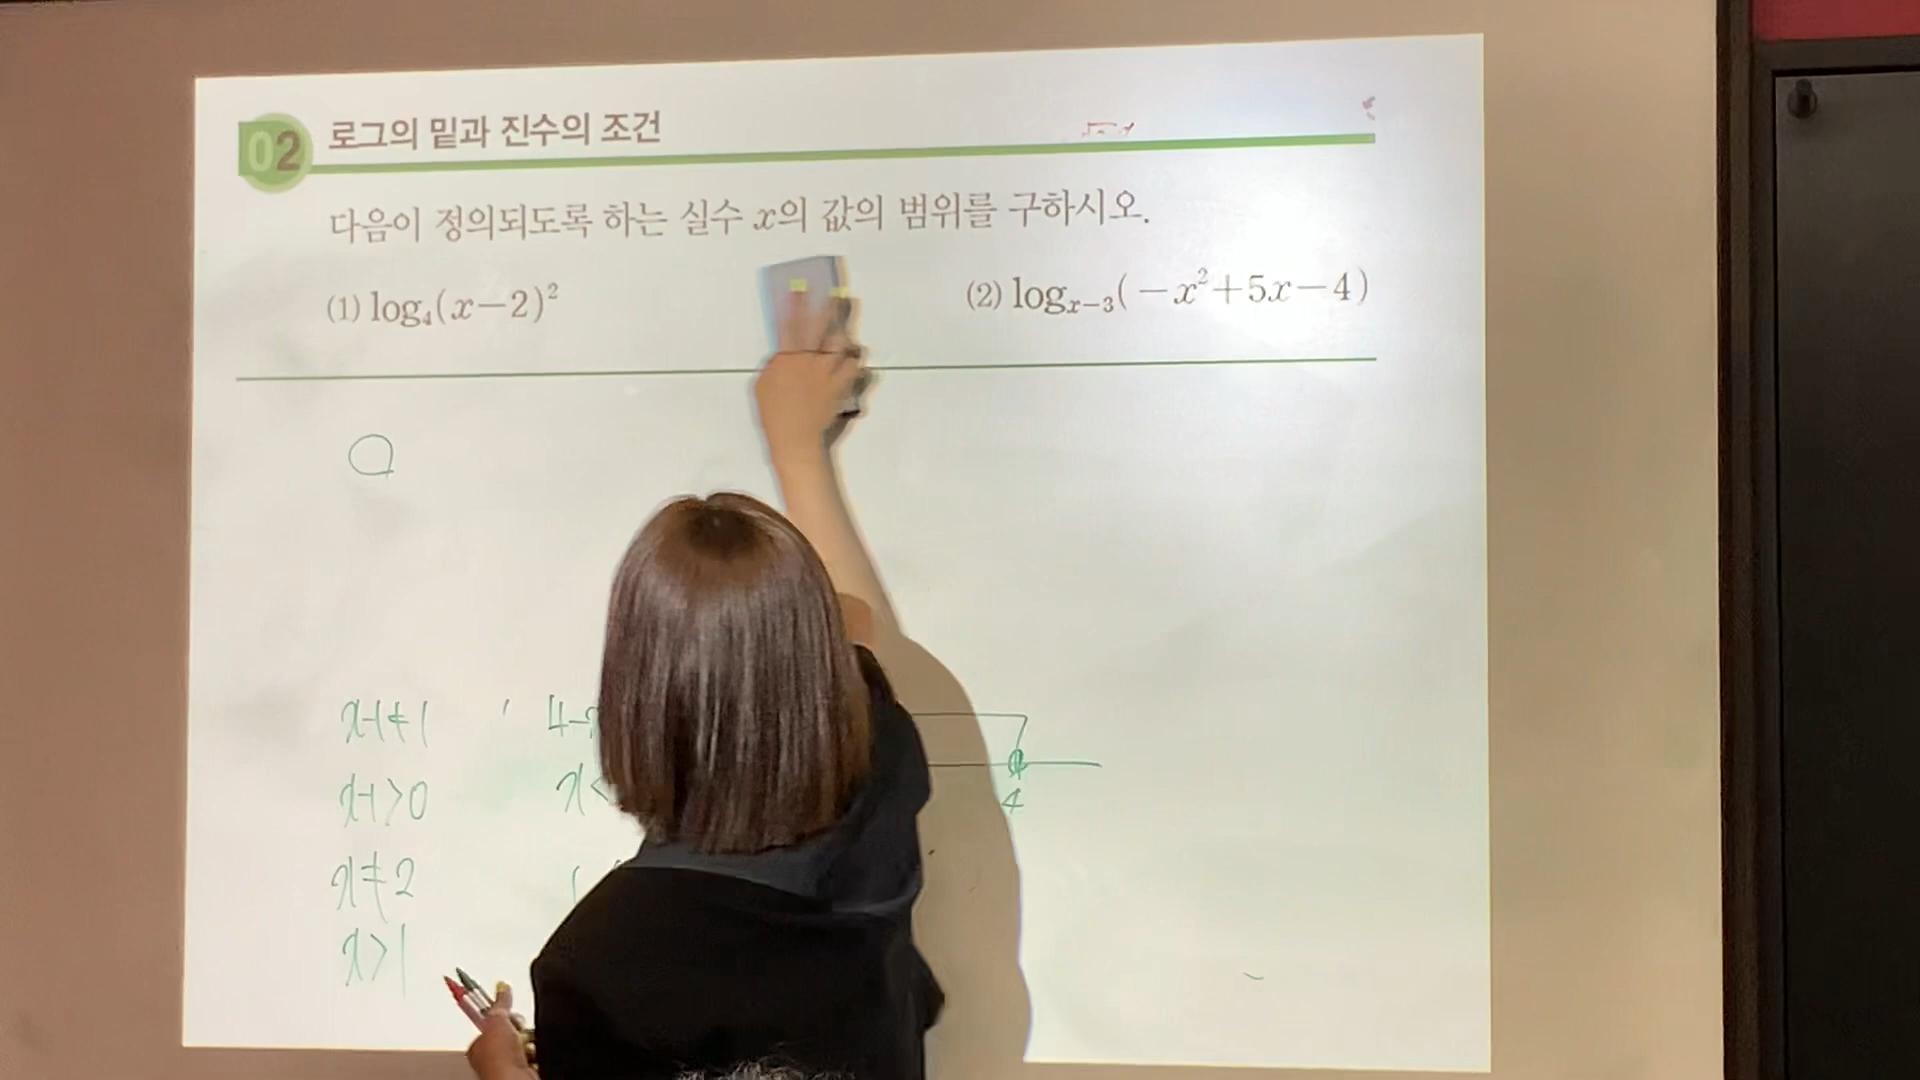 02 로그의 밑과 진수의 조건
다음이 정의되도록 하는 실수 x의 값의 범위를 구하시오.
(1) log₄(x−2)² (2) logₓ₋₃(−x²+5x−4)
x-1≠1
x-1>0 x<
x≠2
x>1
4